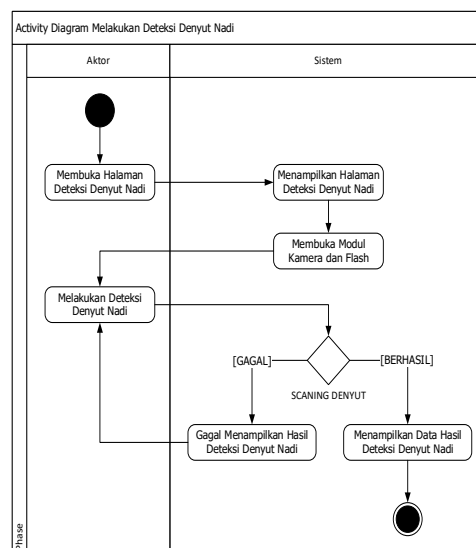 Activity Diagram Melakukan Deteksi Denyut Nadi
Aktor
Sistem
Membuka Halaman
Deteksi Denyut Nadi
Menampilkan Halaman
Deteksi Denyut Nadi
Membuka Modul
Kamera dan Flash
Melakukan Deteksi
Denyut Nadi
[GAGAL]
[BERHASIL]
SCANING DENYUT
Gagal Menampilkan Hasil
Deteksi Denyut Nadi
Menampilkan Data Hasil
Deteksi Denyut Nadi
Phase